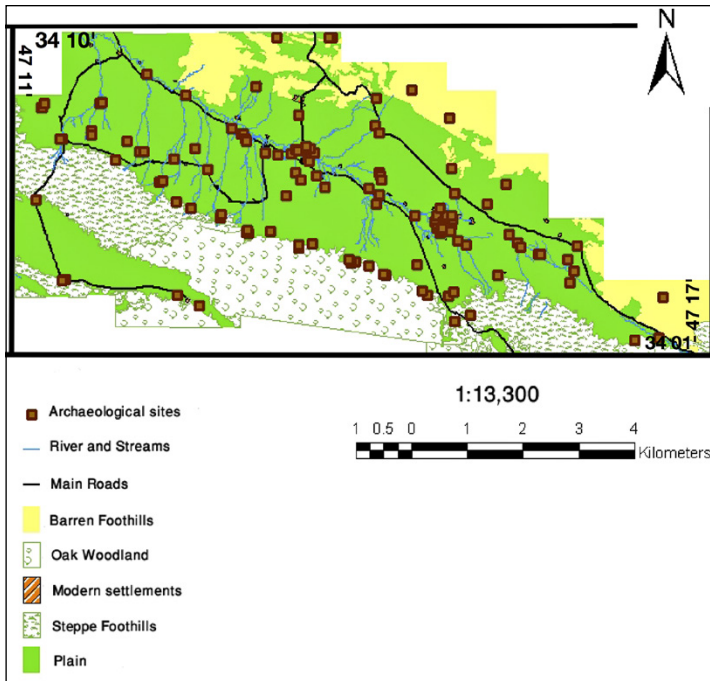 N
34 10'
47 11'
47 17'
34 01
1:13,300
1 0.5 0 1 2 3 4
Kilometers
Archaeological sites
River and Streams
Main Roads
Barren Foothills
Oak Woodland
Modern settlements
Steppe Foothills
Plain